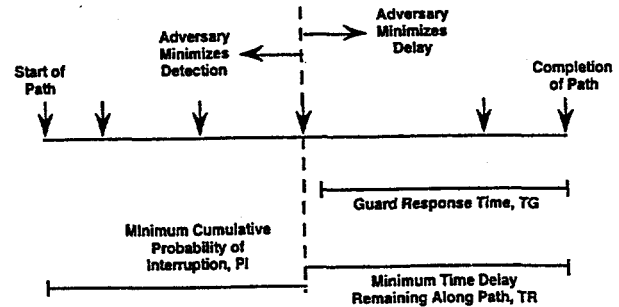 Adversary
Minimizes
Detection
Adversary
Minimizes
Delay
Start of
Path
Completion
of Path
Guard Response Time, TG
Minimum Cumulative
Probability of
Interruption, PI
Minimum Time Delay
Remaining Along Path, TR